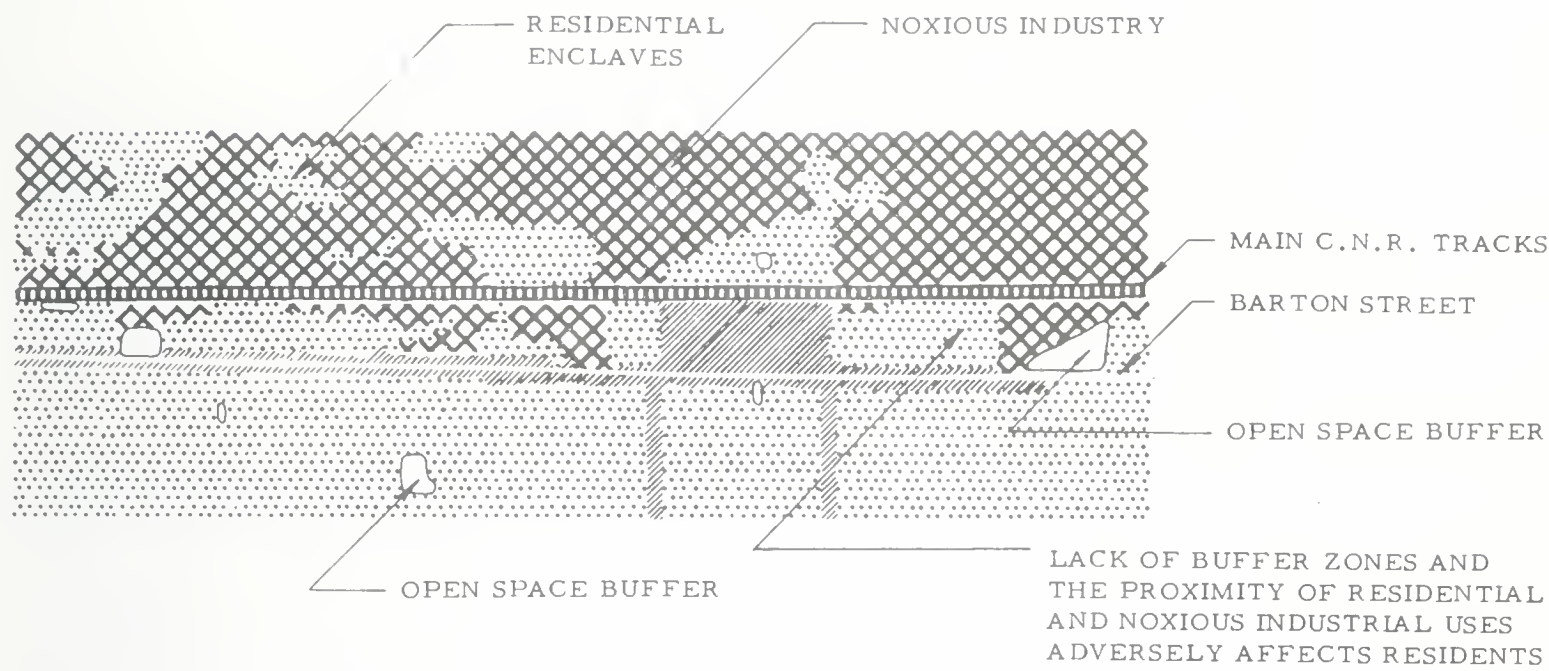 RESIDENTIAL
ENCLAVES
NOXIOUS INDUSTRY
MAIN C.N.R. TRACKS
BARTON STREET
OPEN SPACE BUFFER
OPEN SPACE BUFFER
LACK OF BUFFER ZONES AND
THE PROXIMITY OF RESIDENTIAL
AND NOXIOUS INDUSTRIAL USES
ADVERSELY AFFECTS RESIDENTS